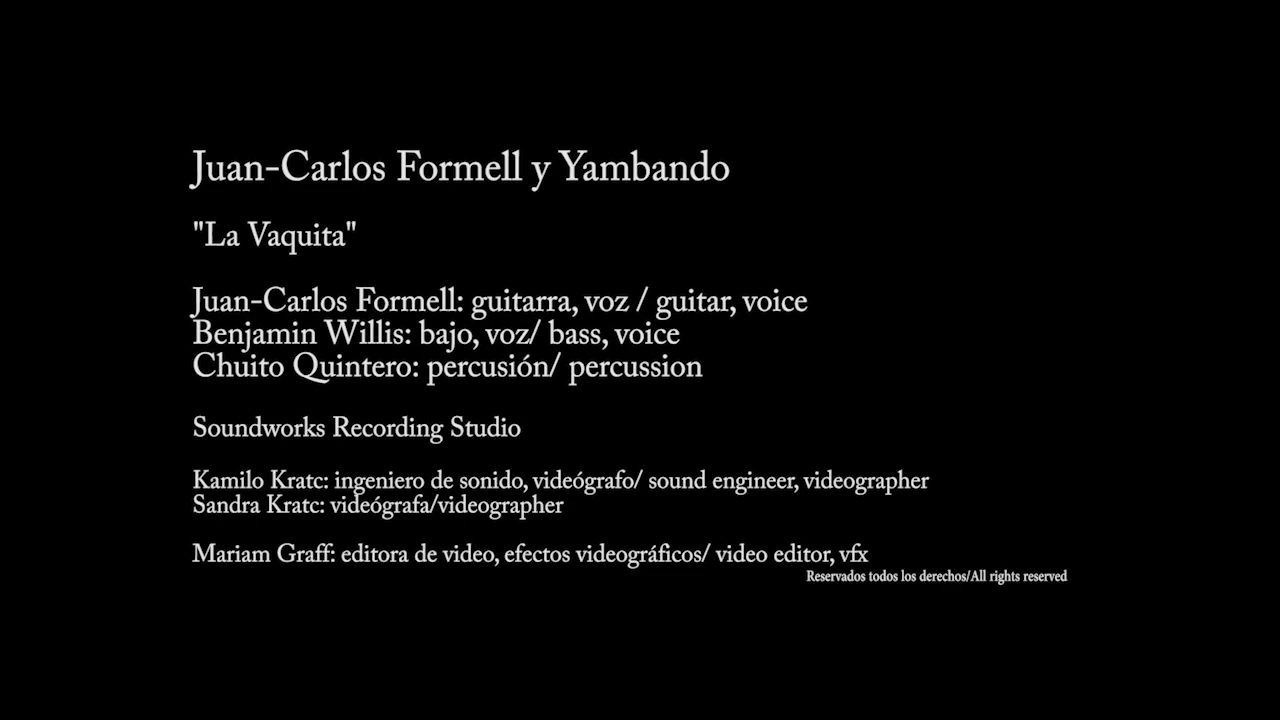 Juan-Carlos Formell y Yambando
"La Vaquita"
Juan-Carlos Formell: guitarra, voz / guitar, voice
Benjamin Willis: bajo, voz/ bass, voice
Chuito Quintero: percusión/ percussion
Soundworks Recording Studio
Kamilo Kratc: ingeniero de sonido, videógrafo/ sound engineer, videographer
Sandra Kratc: videógrafa/videographer
Mariam Graff: editora de video, efectos videográficos/ video editor, vfx
Reservados todos los derechos/All rights reserved